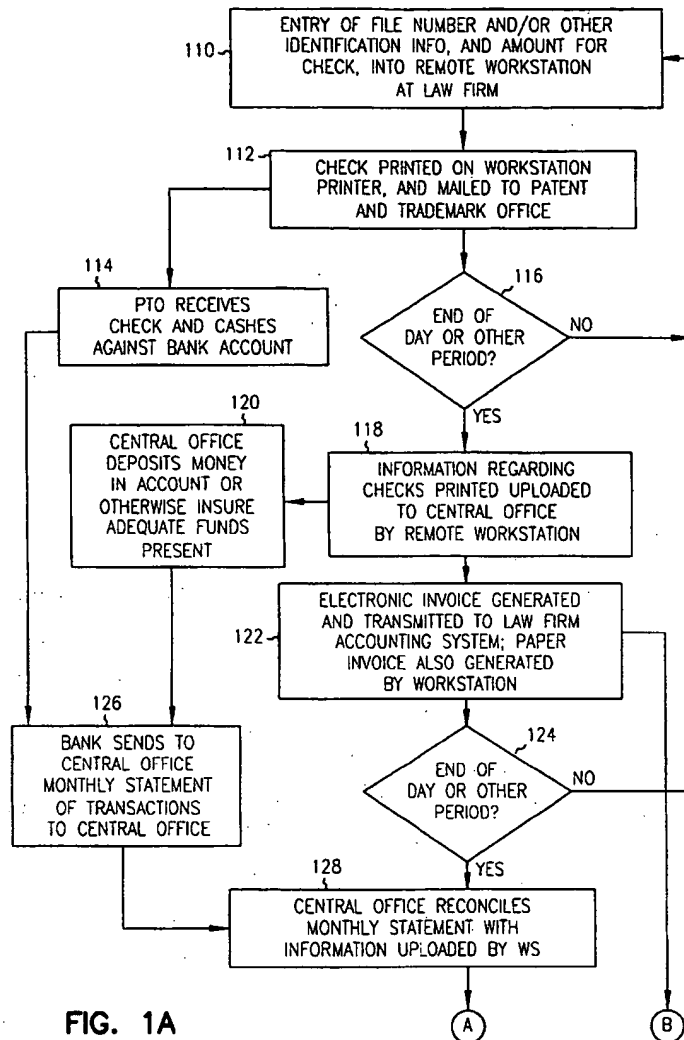 110
ENTRY OF FILE NUMBER AND/OR OTHER
IDENTIFICATION INFO, AND AMOUNT FOR
CHECK, INTO REMOTE WORKSTATION
AT LAW FIRM
112
CHECK PRINTED ON WORKSTATION
PRINTER, AND MAILED TO PATENT
AND TRADEMARK OFFICE
114
PTO RECEIVES
CHECK AND CASHES
AGAINST BANK ACCOUNT
116
END OF
DAY OR OTHER
PERIOD?
NO
YES
120
CENTRAL OFFICE
DEPOSITS MONEY
IN ACCOUNT OR
OTHERWISE INSURE
ADEQUATE FUNDS
PRESENT
118
INFORMATION REGARDING
CHECKS PRINTED UPLOADED
TO CENTRAL OFFICE
BY REMOTE WORKSTATION
122
ELECTRONIC INVOICE GENERATED
AND TRANSMITTED TO LAW FIRM
ACCOUNTING SYSTEM; PAPER
INVOICE ALSO GENERATED
BY WORKSTATION
126
BANK SENDS TO
CENTRAL OFFICE
MONTHLY STATEMENT
OF TRANSACTIONS
TO CENTRAL OFFICE
124
END OF
DAY OR OTHER
PERIOD?
NO
YES
128
CENTRAL OFFICE RECONCILES
MONTHLY STATEMENT WITH
INFORMATION UPLOADED BY WS
FIG. 1A
A
B